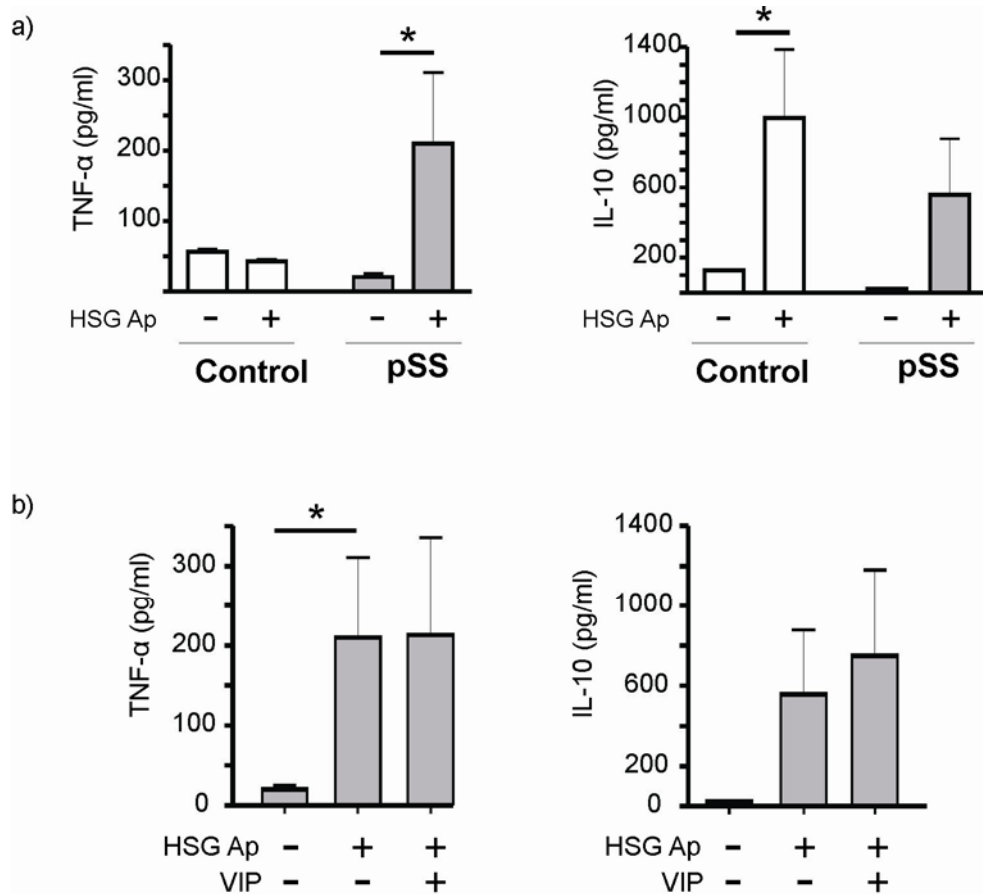 a)
*
TNF-α (pg/ml)
300
200
100
HSG Ap - + - +
Control pSS
*
IL-10 (pg/ml)
1400
1000
600
200
HSG Ap - + - +
Control pSS
b)
*
TNF-α (pg/ml)
300
200
100
0
HSG Ap - + +
VIP - - +
IL-10 (pg/ml)
1400
1000
600
200
0
HSG Ap - + +
VIP - - +